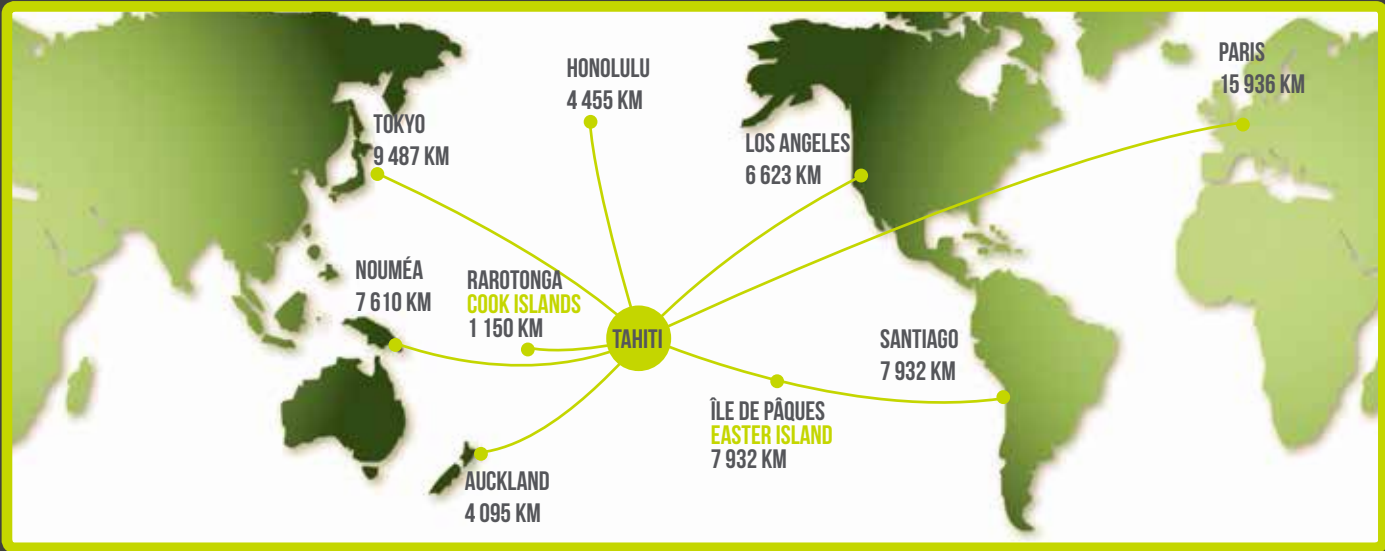 PARIS
15 936 KM
HONOLULU
4 455 KM
TOKYO
9 487 KM
LOS ANGELES
6 623 KM
NOUMÉA
7 610 KM
RAROTONGA
COOK ISLANDS
1 150 KM
TAHITI
SANTIAGO
7 932 KM
ÎLE DE PÂQUES
EASTER ISLAND
7 932 KM
AUCKLAND
4 095 KM